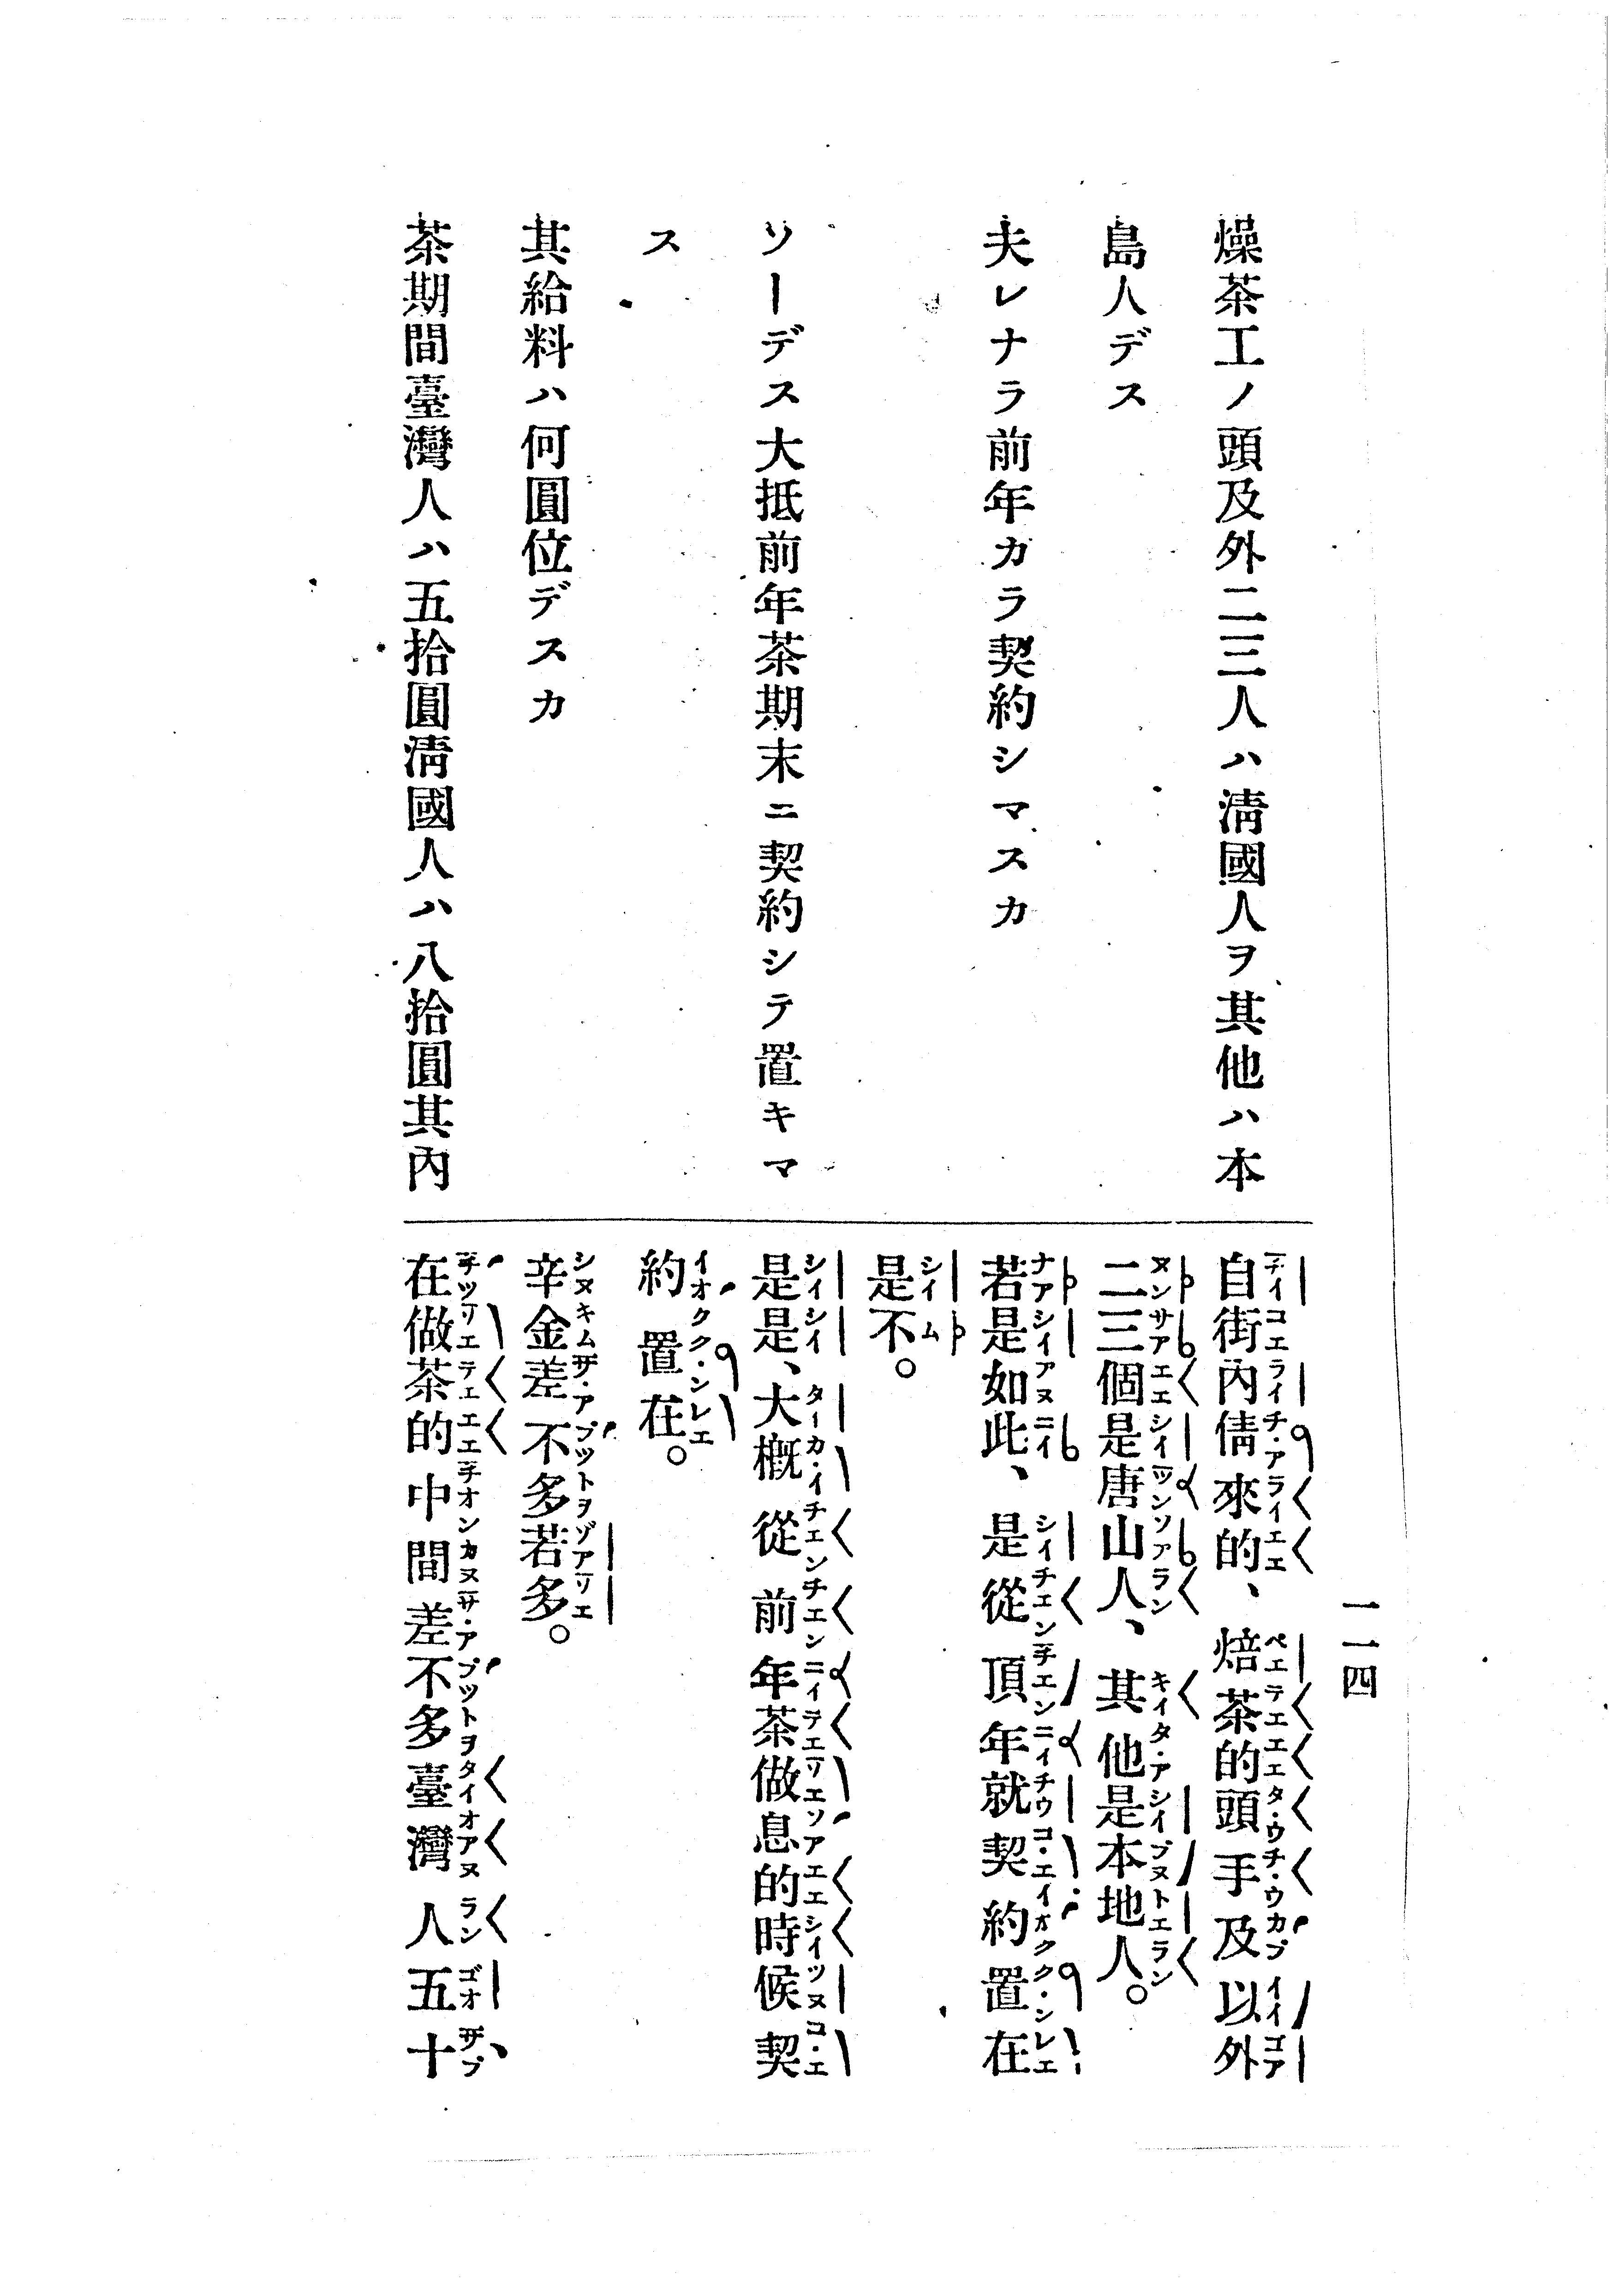 一一四
燥茶工ノ頭及外二三人ハ淸國人ヲ其他ハ本
島人デス
夫レナラ前年カラ契約シマスカ
ソーデス大抵前年茶期末ニ契約シテ置キマ
ス
其給料ハ何圓位デスカ
茶期間臺灣人ハ五拾圓淸國人ハ八拾圓其內
自街內倩來的、焙茶的頭手及以外
二三個是唐山人、其他是本地人。
若是如此、是從頂年就契約置在
是不。
是是、大槪從前年茶做息的時候契
約置在。
辛金差不多若多。
在做茶的中間差不多臺灣人五十